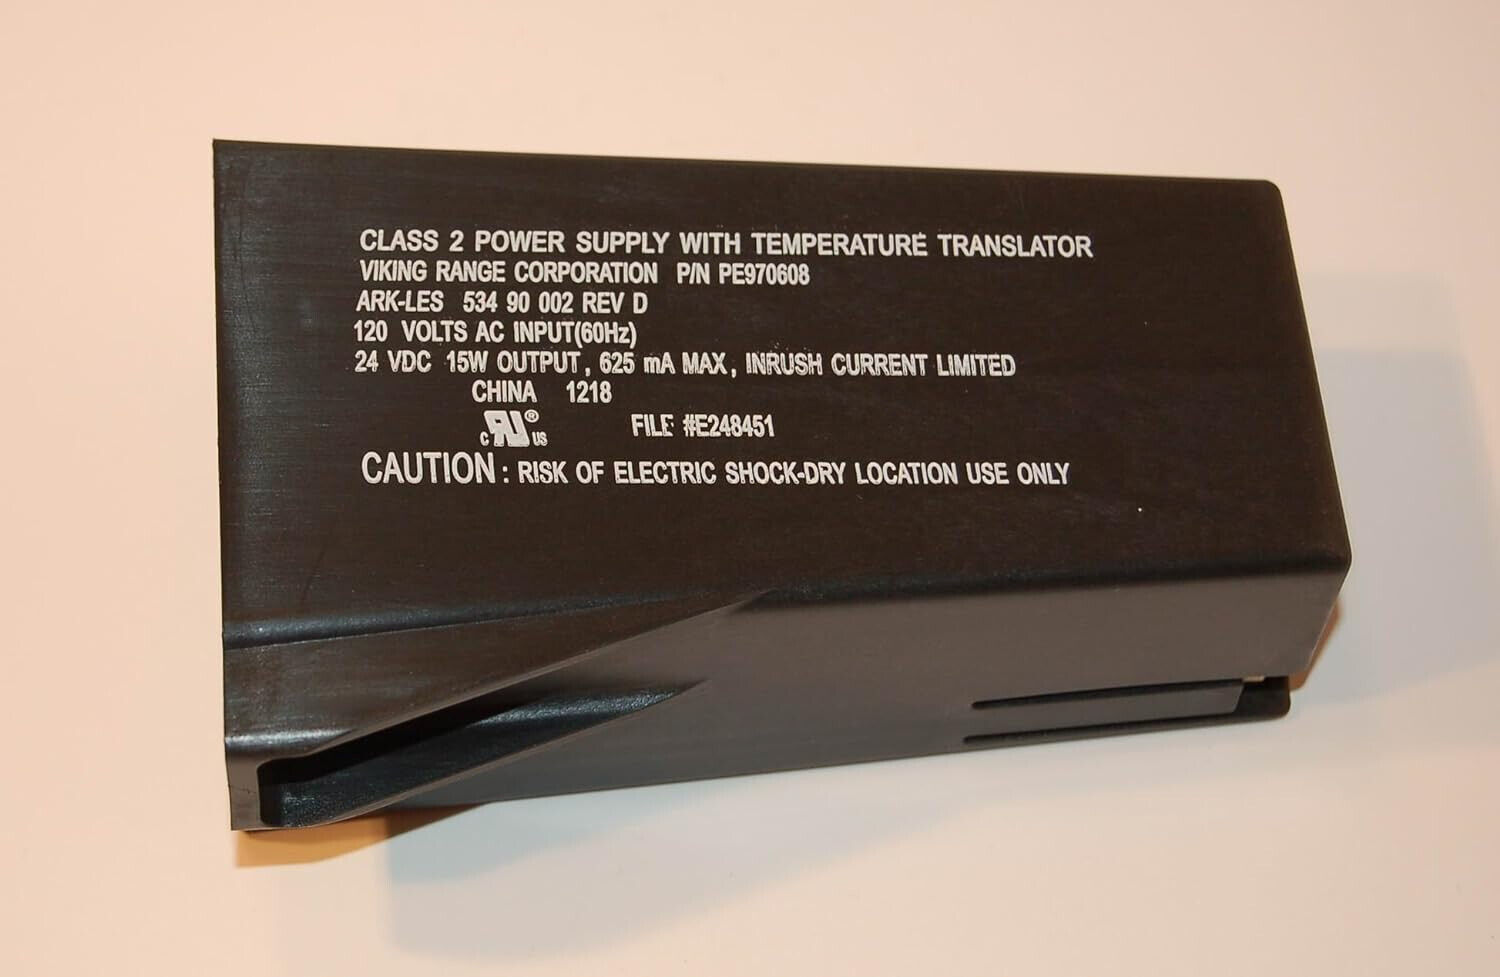 CLASS 2 POWER SUPPLY WITH TEMPERATURE TRANSLATOR
VIKING RANGE CORPORATION P/N PE970608
ARK-LES 534 90 002 REV D
120 VOLTS AC INPUT(60Hz)
24 VDC 15W OUTPUT, 625 mA MAX, INRUSH CURRENT LIMITED
CHINA 1218
c RU® US FILE #E248451
CAUTION: RISK OF ELECTRIC SHOCK-DRY LOCATION USE ONLY